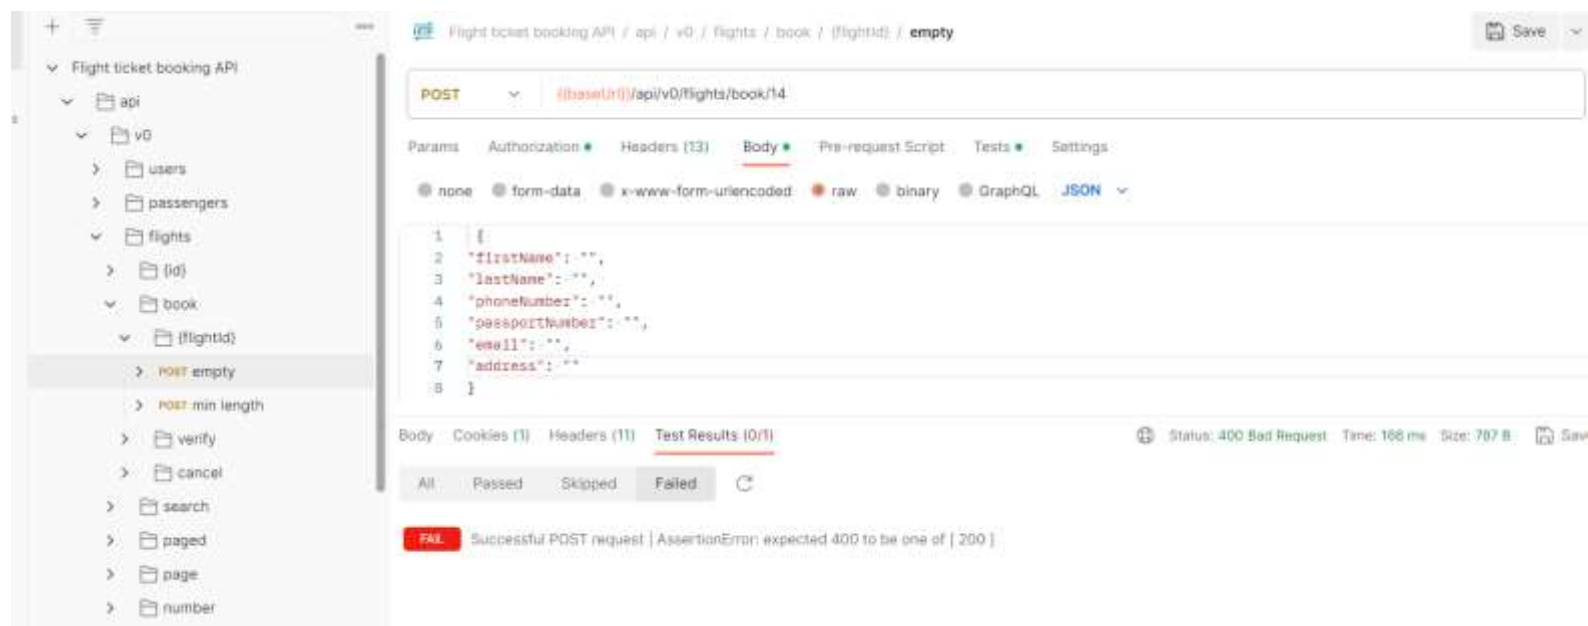 Flight ticket booking API
api
v0
users
passengers
flights
{id}
book
{flightId}
POST empty
POST min length
verify
cancel
search
paged
page
number
Flight ticket booking API / api / v0 / flights / book / {flightId} / empty
Save
POST {{baseUrl}}/api/v0/flights/book/14
Params Authorization Headers (13) Body Pre-request Script Tests Settings
none form-data x-www-form-urlencoded raw binary GraphQL JSON
1 {
2 "firstName": "",
3 "lastName": "",
4 "phoneNumber": "",
5 "passportNumber": "",
6 "email": "",
7 "address": ""
8 }
Body Cookies (1) Headers (11) Test Results (0/1) Status: 400 Bad Request Time: 168 ms Size: 787 B Save
All Passed Skipped Failed
FAIL Successful POST request | AssertionError: expected 400 to be one of [ 200 ]